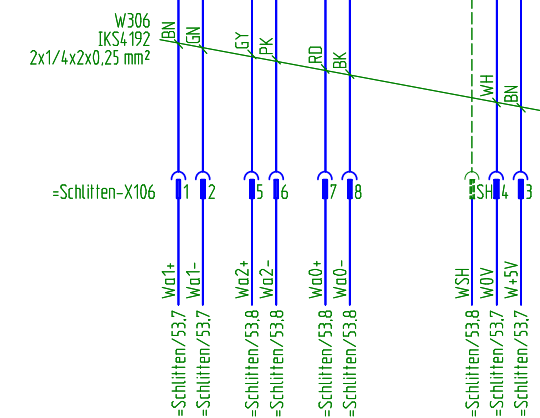 W306
IKS4192
2x1/4x2x0,25 mm²
BN
GN
GY
PK
RD
BK
WH
BN
=Schlitten-X106
1
2
5
6
7
8
SH
4
3
Wa1+
Wa1-
Wa2+
Wa2-
Wa0+
Wa0-
WSH
W0V
W+5V
=Schlitten/53.7
=Schlitten/53.7
=Schlitten/53.8
=Schlitten/53.8
=Schlitten/53.8
=Schlitten/53.8
=Schlitten/53.8
=Schlitten/53.7
=Schlitten/53.7